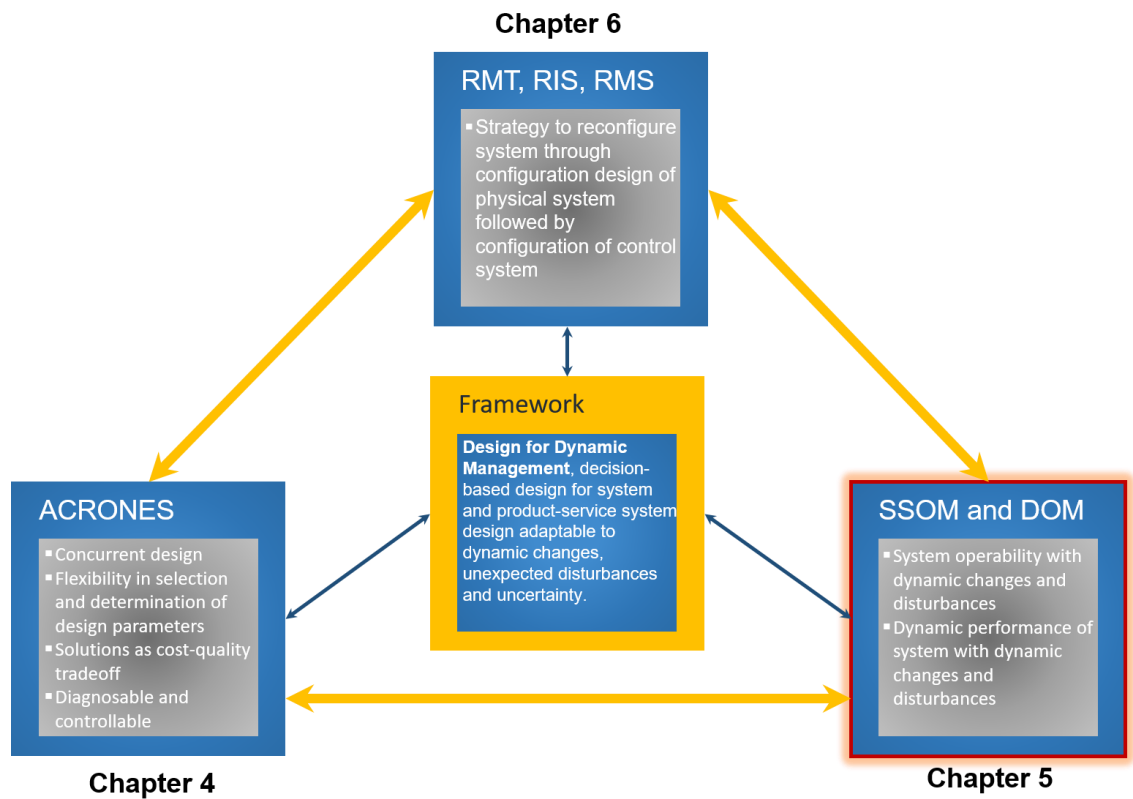 Chapter 6
RMT, RIS, RMS
▪Strategy to reconfigure
system through
configuration design of
physical system
followed by
configuration of control
system
Framework
Design for Dynamic
Management, decision-
based design for system
and product-service system
design adaptable to
dynamic changes,
unexpected disturbances
and uncertainty.
ACRONES
▪Concurrent design
▪Flexibility in selection
and determination of
design parameters
▪Solutions as cost-quality
tradeoff
▪Diagnosable and
controllable
Chapter 4
SSOM and DOM
▪System operability with
dynamic changes and
disturbances
▪Dynamic performance of
system with dynamic
changes and
disturbances
Chapter 5